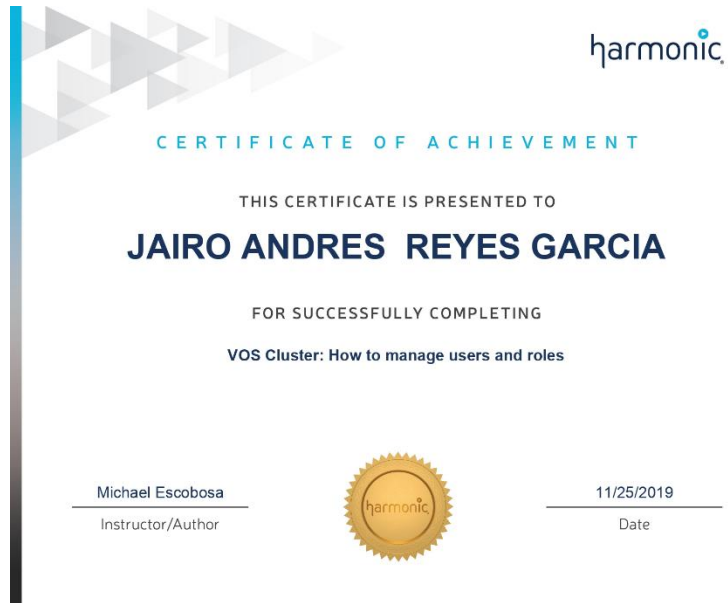 harmonic
CERTIFICATE OF ACHIEVEMENT
THIS CERTIFICATE IS PRESENTED TO
JAIRO ANDRES REYES GARCIA
FOR SUCCESSFULLY COMPLETING
VOS Cluster: How to manage users and roles
Michael Escobosa
Instructor/Author
harmonic
11/25/2019
Date